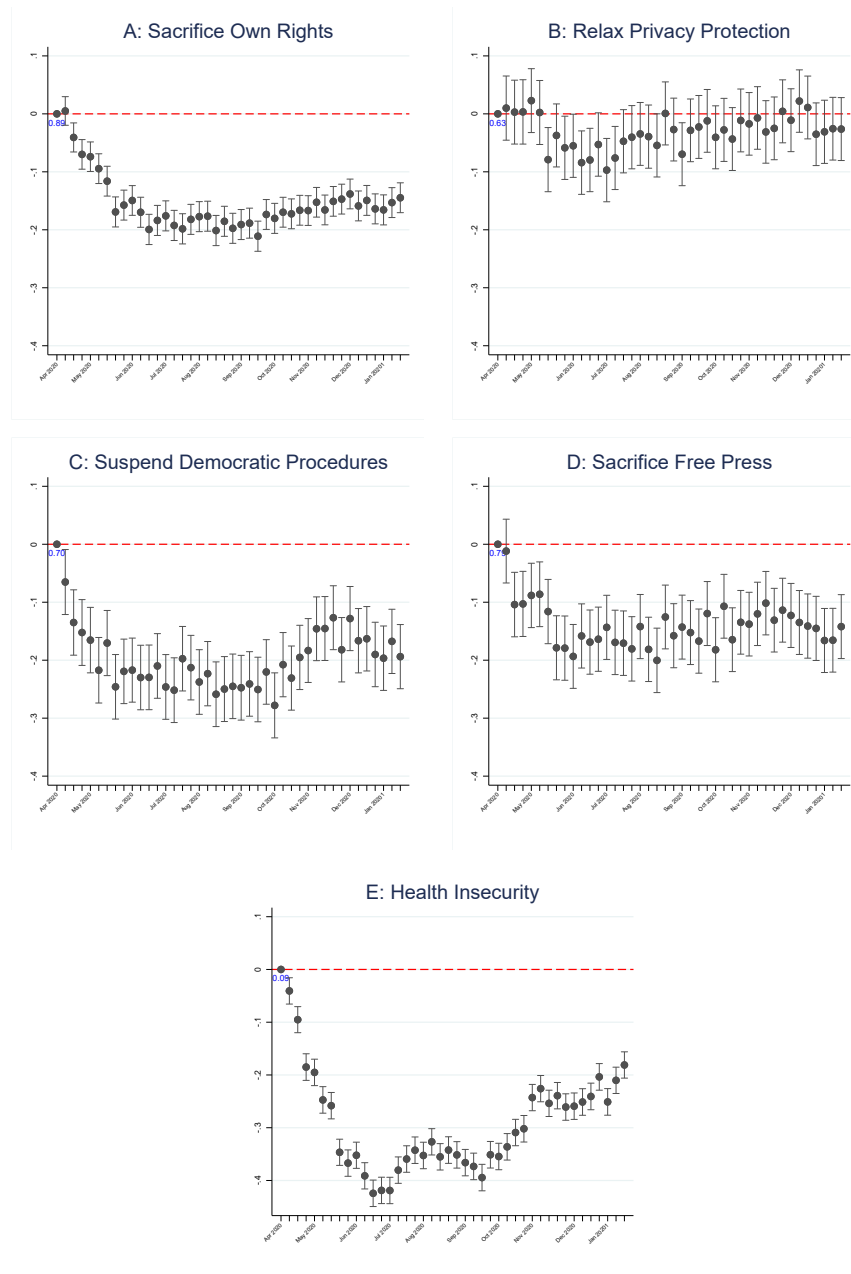 A: Sacrifice Own Rights
.1
0
-.1
-.2
-.3
-.4
0.89
Apr 2020
May 2020
Jun 2020
Jul 2020
Aug 2020
Sep 2020
Oct 2020
Nov 2020
Dec 2020
Jan 20201
B: Relax Privacy Protection
.1
0
-.1
-.2
-.3
-.4
0.63
Apr 2020
May 2020
Jun 2020
Jul 2020
Aug 2020
Sep 2020
Oct 2020
Nov 2020
Dec 2020
Jan 20201
C: Suspend Democratic Procedures
.1
0
-.1
-.2
-.3
-.4
0.70
Apr 2020
May 2020
Jun 2020
Jul 2020
Aug 2020
Sep 2020
Oct 2020
Nov 2020
Dec 2020
Jan 20201
D: Sacrifice Free Press
.1
0
-.1
-.2
-.3
-.4
Apr 2020
May 2020
Jun 2020
Jul 2020
Aug 2020
Sep 2020
Oct 2020
Nov 2020
Dec 2020
Jan 20201
E: Health Insecurity
.1
0
-.1
-.2
-.3
-.4
0.09
Apr 2020
May 2020
Jun 2020
Jul 2020
Aug 2020
Sep 2020
Oct 2020
Nov 2020
Dec 2020
Jan 20201